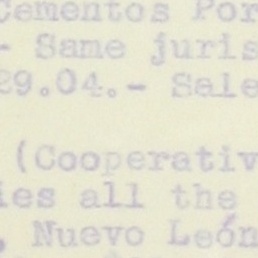 Cementos Por
- Same juris
29.04.- Sale
(Cooperativ
ies all the
. Nuevo León